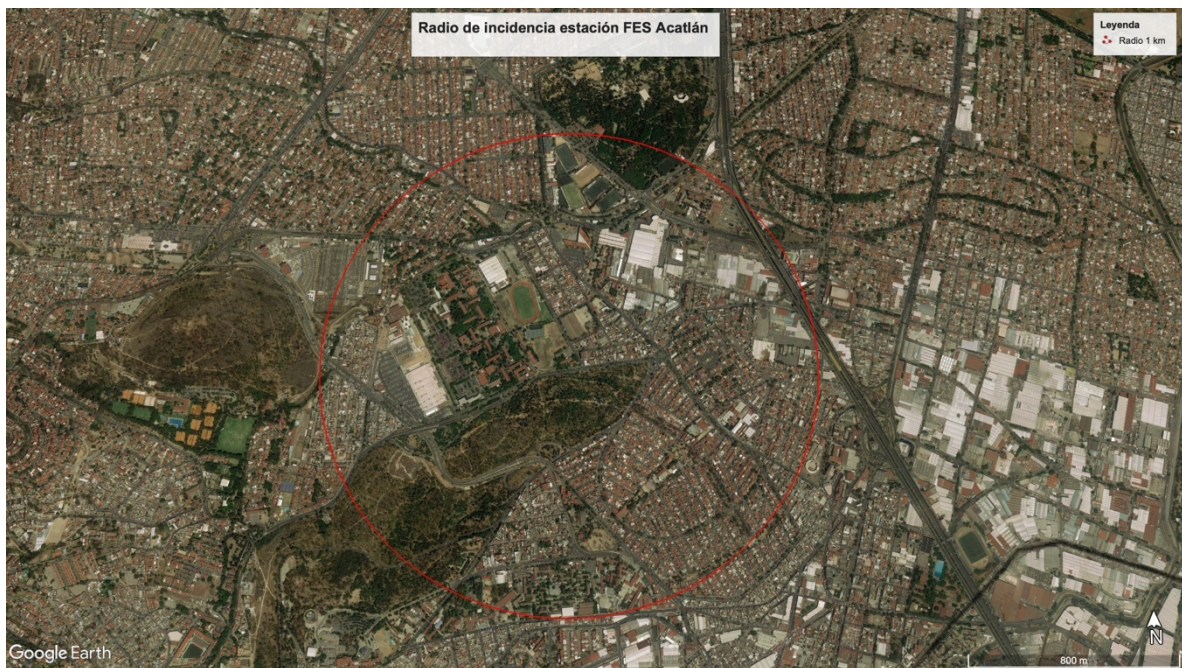 Radio de incidencia estación FES Acatlán
Leyenda
Radio 1 km
Google Earth
N
800 m